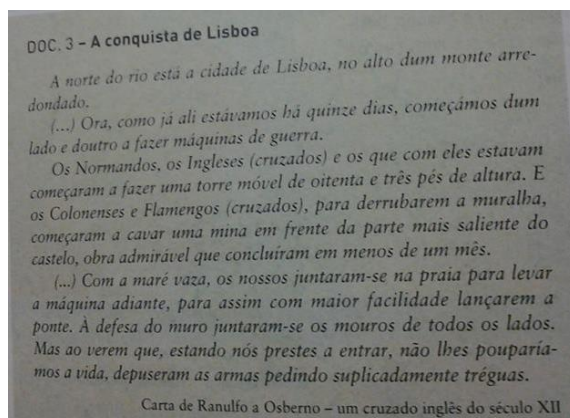 DOC. 3 – A conquista de Lisboa
A norte do rio está a cidade de Lisboa, no alto dum monte arre-
dondado.
(...) Ora, como já ali estávamos há quinze dias, começámos dum
lado e doutro a fazer máquinas de guerra.
Os Normandos, os Ingleses (cruzados) e os que com eles estavam
começaram a fazer uma torre móvel de oitenta e três pés de altura. E
os Colonenses e Flamengos (cruzados), para derrubarem a muralha,
começaram a cavar uma mina em frente da parte mais saliente do
castelo, obra admirável que concluíram em menos de um mês.
(...) Com a maré vaza, os nossos juntaram-se na praia para levar
a máquina adiante, para assim com maior facilidade lançarem a
ponte. À defesa do muro juntaram-se os mouros de todos os lados.
Mas ao verem que, estando nós prestes a entrar, não lhes pouparía-
mos a vida, depuseram as armas pedindo suplicadamente tréguas.
Carta de Ranulfo a Osberno – um cruzado inglês do século XII